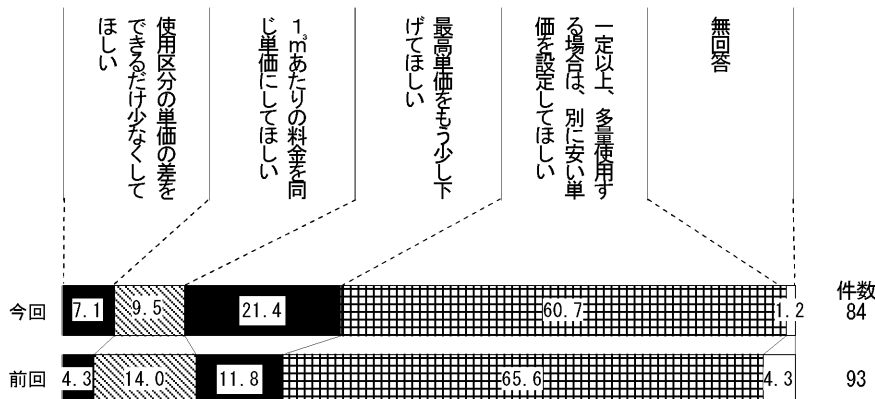 使用区分の単価の差を
できるだけ少なくして
ほしい
1㎥あたりの料金を同
じ単価にしてほしい
最高単価をもう少し下
げてほしい
一定以上、多量使用す
る場合は、別に安い単
価を設定してほしい
無回答
件数
今回 7.1 9.5 21.4 60.7 1.2 84
前回 4.3 14.0 11.8 65.6 4.3 93